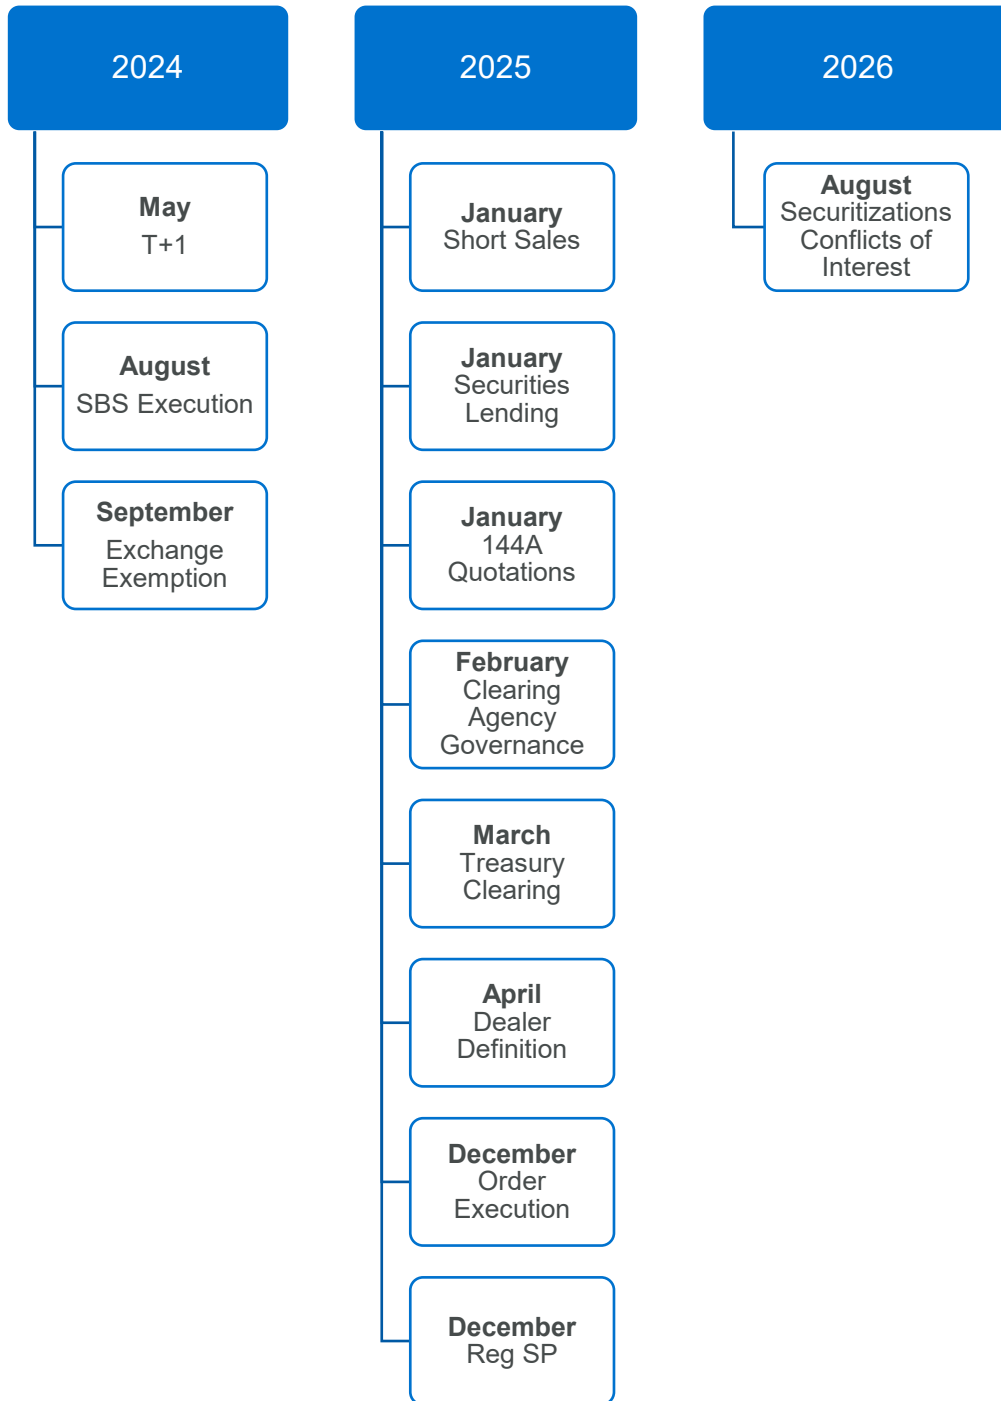 2024
May
T+1
August
SBS Execution
September
Exchange
Exemption
2025
January
Short Sales
January
Securities
Lending
January
144A
Quotations
February
Clearing
Agency
Governance
March
Treasury
Clearing
April
Dealer
Definition
December
Order
Execution
December
Reg SP
2026
August
Securitizations
Conflicts of
Interest